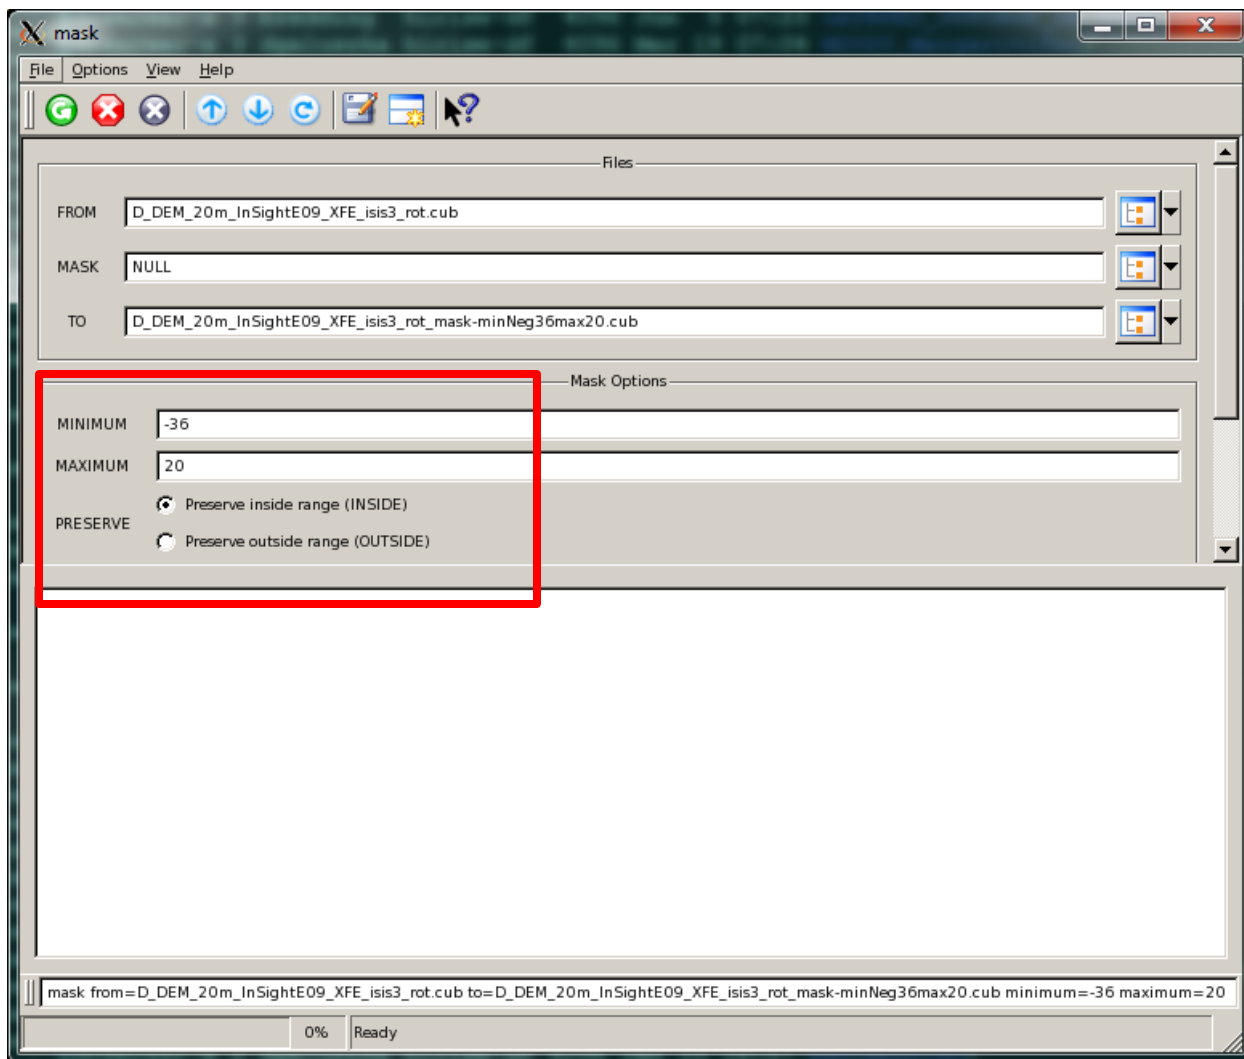 mask
File Options View Help
Files
FROM D_DEM_20m_InSightE09_XFE_isis3_rot.cub
MASK NULL
TO D_DEM_20m_InSightE09_XFE_isis3_rot_mask-minNeg36max20.cub
Mask Options
MINIMUM -36
MAXIMUM 20
PRESERVE
Preserve inside range (INSIDE)
Preserve outside range (OUTSIDE)
mask from=D_DEM_20m_InSightE09_XFE_isis3_rot.cub to=D_DEM_20m_InSightE09_XFE_isis3_rot_mask-minNeg36max20.cub minimum=-36 maximum=20
0% Ready